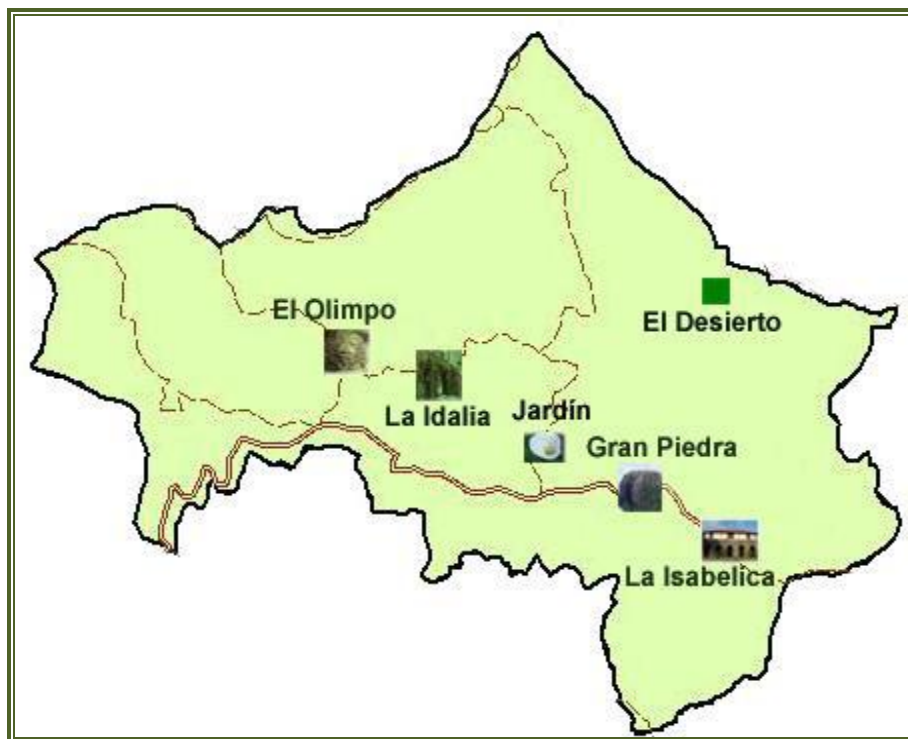 El Olimpo
El Desierto
La Idalia
Jardín
Gran Piedra
La Isabelica